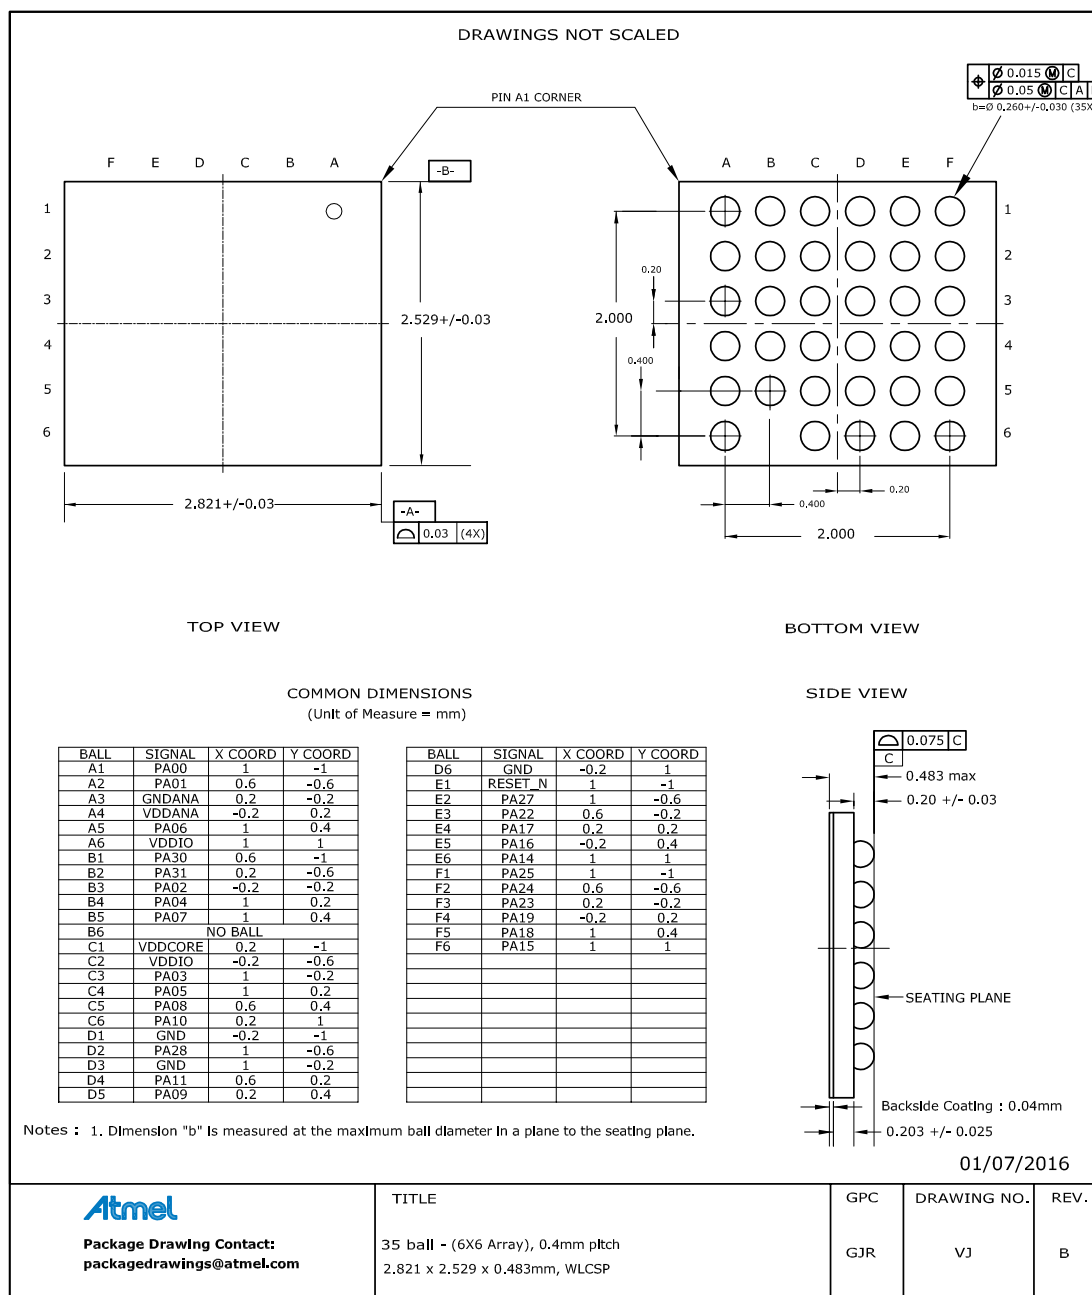 DRAWINGS NOT SCALED
PIN A1 CORNER
⌖ Ø 0.015 Ⓜ C
Ø 0.05 Ⓜ C A
b=Ø 0.260+/-0.030 (35X
F E D C B A
-B-
A B C D E F
1 1
2 2
0.20
3 3
2.529+/-0.03
2.000
4 4
0.400
5 5
6 6
2.821+/-0.03
-A-
0.03 (4X)
0.20
0.400
2.000
TOP VIEW
BOTTOM VIEW
COMMON DIMENSIONS
(Unit of Measure = mm)
SIDE VIEW
BALL SIGNAL X COORD Y COORD
A1 PA00 1 -1
A2 PA01 0.6 -0.6
A3 GNDANA 0.2 -0.2
A4 VDDANA -0.2 0.2
A5 PA06 1 0.4
A6 VDDIO 1 1
B1 PA30 0.6 -1
B2 PA31 0.2 -0.6
B3 PA02 -0.2 -0.2
B4 PA04 1 0.2
B5 PA07 1 0.4
B6 NO BALL
C1 VDDCORE 0.2 -1
C2 VDDIO -0.2 -0.6
C3 PA03 1 -0.2
C4 PA05 1 0.2
C5 PA08 0.6 0.4
C6 PA10 0.2 1
D1 GND -0.2 -1
D2 PA28 1 -0.6
D3 GND 1 -0.2
D4 PA11 0.6 0.2
D5 PA09 0.2 0.4
BALL SIGNAL X COORD Y COORD
D6 GND -0.2 1
E1 RESET_N 1 -1
E2 PA27 1 -0.6
E3 PA22 0.6 -0.2
E4 PA17 0.2 0.2
E5 PA16 -0.2 0.4
E6 PA14 1 1
F1 PA25 1 -1
F2 PA24 0.6 -0.6
F3 PA23 0.2 -0.2
F4 PA19 -0.2 0.2
F5 PA18 1 0.4
F6 PA15 1 1
0.075 C
C
0.483 max
0.20 +/- 0.03
SEATING PLANE
Backside Coating : 0.04mm
0.203 +/- 0.025
Notes : 1. Dimension "b" is measured at the maximum ball diameter in a plane to the seating plane.
01/07/2016
Atmel
Package Drawing Contact:
packagedrawings@atmel.com
TITLE
35 ball - (6X6 Array), 0.4mm pitch
2.821 x 2.529 x 0.483mm, WLCSP
GPC
GJR
DRAWING NO.
VJ
REV.
B